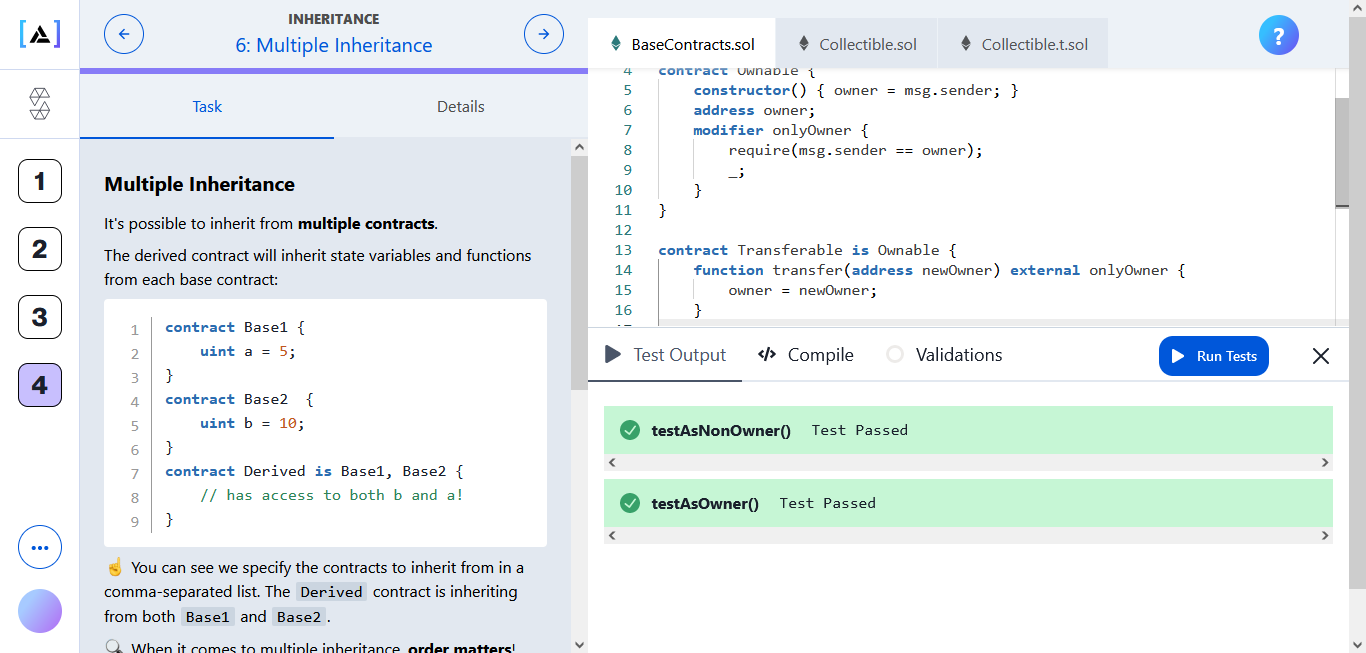 INHERITANCE
6: Multiple Inheritance
Task
Details
1
2
3
4
Multiple Inheritance
It's possible to inherit from multiple contracts.
The derived contract will inherit state variables and functions
from each base contract:
1 contract Base1 {
2 uint a = 5;
3 }
4 contract Base2 {
5 uint b = 10;
6 }
7 contract Derived is Base1, Base2 {
8 // has access to both b and a!
9 }
☝ You can see we specify the contracts to inherit from in a
comma-separated list. The Derived contract is inheriting
from both Base1 and Base2.
🔍 When it comes to multiple inheritance, order matters!
BaseContracts.sol
Collectible.sol
Collectible.t.sol
?
4 contract Ownable {
5 constructor() { owner = msg.sender; }
6 address owner;
7 modifier onlyOwner {
8 require(msg.sender == owner);
9 _;
10 }
11 }
12
13 contract Transferable is Ownable {
14 function transfer(address newOwner) external onlyOwner {
15 owner = newOwner;
16 }
Test Output
Compile
Validations
Run Tests
testAsNonOwner() Test Passed
testAsOwner() Test Passed